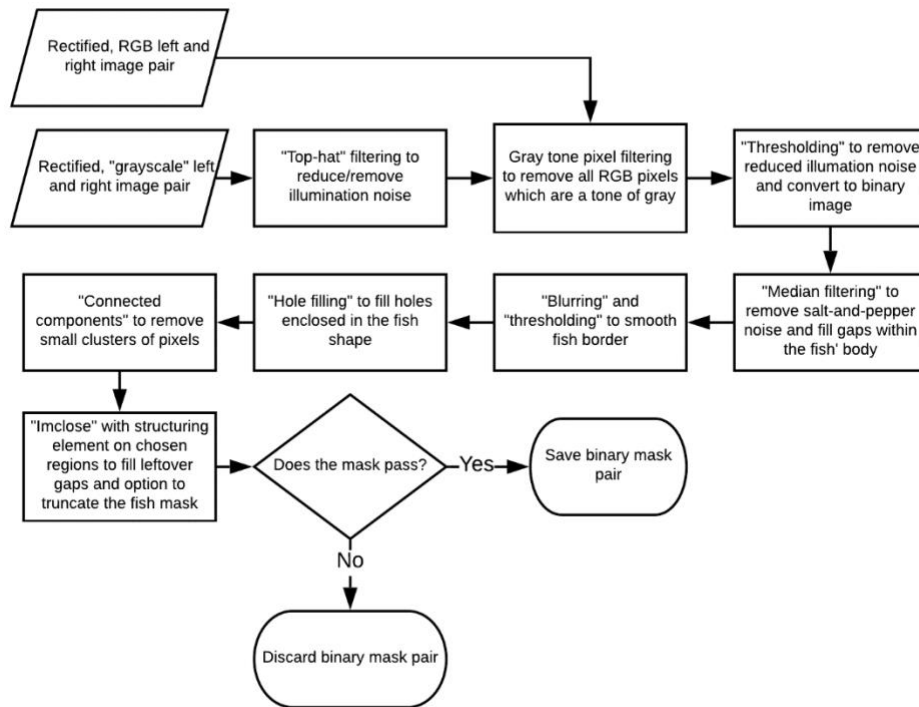 Rectified, RGB left and
right image pair
Rectified, "grayscale" left
and right image pair
"Top-hat" filtering to
reduce/remove
illumination noise
Gray tone pixel filtering
to remove all RGB pixels
which are a tone of gray
"Thresholding" to remove
reduced illumation noise
and convert to binary
image
"Median filtering" to
remove salt-and-pepper
noise and fill gaps within
the fish' body
"Blurring" and
"thresholding" to smooth
fish border
"Hole filling" to fill holes
enclosed in the fish
shape
"Connected
components" to remove
small clusters of pixels
"Imclose" with structuring
element on chosen
regions to fill leftover
gaps and option to
truncate the fish mask
Does the mask pass?
Yes
Save binary mask
pair
No
Discard binary mask pair